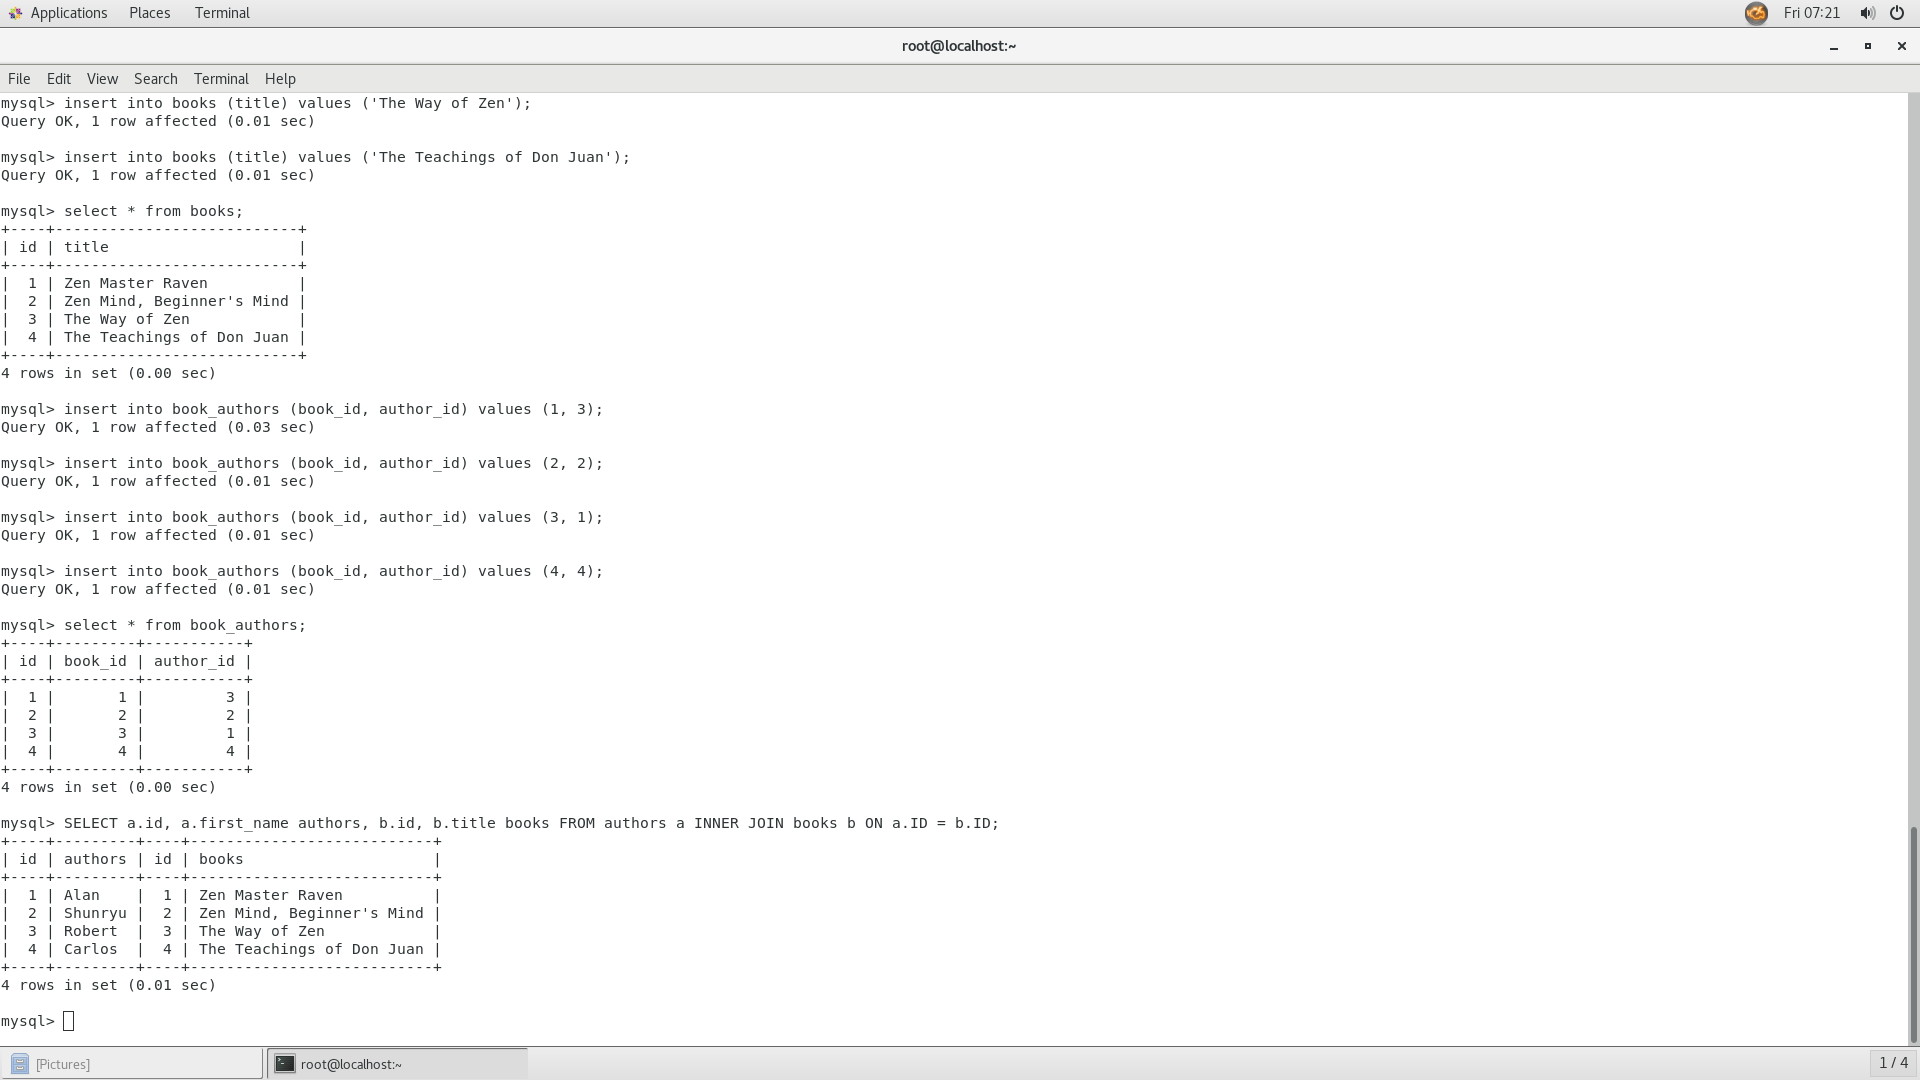 Applications Places Terminal Fri 07:21
root@localhost:~
File Edit View Search Terminal Help
mysql> insert into books (title) values ('The Way of Zen');
Query OK, 1 row affected (0.01 sec)

mysql> insert into books (title) values ('The Teachings of Don Juan');
Query OK, 1 row affected (0.01 sec)

mysql> select * from books;
+----+---------------------------+
| id | title                     |
+----+---------------------------+
|  1 | Zen Master Raven          |
|  2 | Zen Mind, Beginner's Mind |
|  3 | The Way of Zen            |
|  4 | The Teachings of Don Juan |
+----+---------------------------+
4 rows in set (0.00 sec)

mysql> insert into book_authors (book_id, author_id) values (1, 3);
Query OK, 1 row affected (0.03 sec)

mysql> insert into book_authors (book_id, author_id) values (2, 2);
Query OK, 1 row affected (0.01 sec)

mysql> insert into book_authors (book_id, author_id) values (3, 1);
Query OK, 1 row affected (0.01 sec)

mysql> insert into book_authors (book_id, author_id) values (4, 4);
Query OK, 1 row affected (0.01 sec)

mysql> select * from book_authors;
+----+---------+-----------+
| id | book_id | author_id |
+----+---------+-----------+
|  1 |       1 |         3 |
|  2 |       2 |         2 |
|  3 |       3 |         1 |
|  4 |       4 |         4 |
+----+---------+-----------+
4 rows in set (0.00 sec)

mysql> SELECT a.id, a.first_name authors, b.id, b.title books FROM authors a INNER JOIN books b ON a.ID = b.ID;
+----+---------+----+---------------------------+
| id | authors | id | books                     |
+----+---------+----+---------------------------+
|  1 | Alan    |  1 | Zen Master Raven          |
|  2 | Shunryu |  2 | Zen Mind, Beginner's Mind |
|  3 | Robert  |  3 | The Way of Zen            |
|  4 | Carlos  |  4 | The Teachings of Don Juan |
+----+---------+----+---------------------------+
4 rows in set (0.01 sec)

mysql>
[Pictures] root@localhost:~ 1 / 4